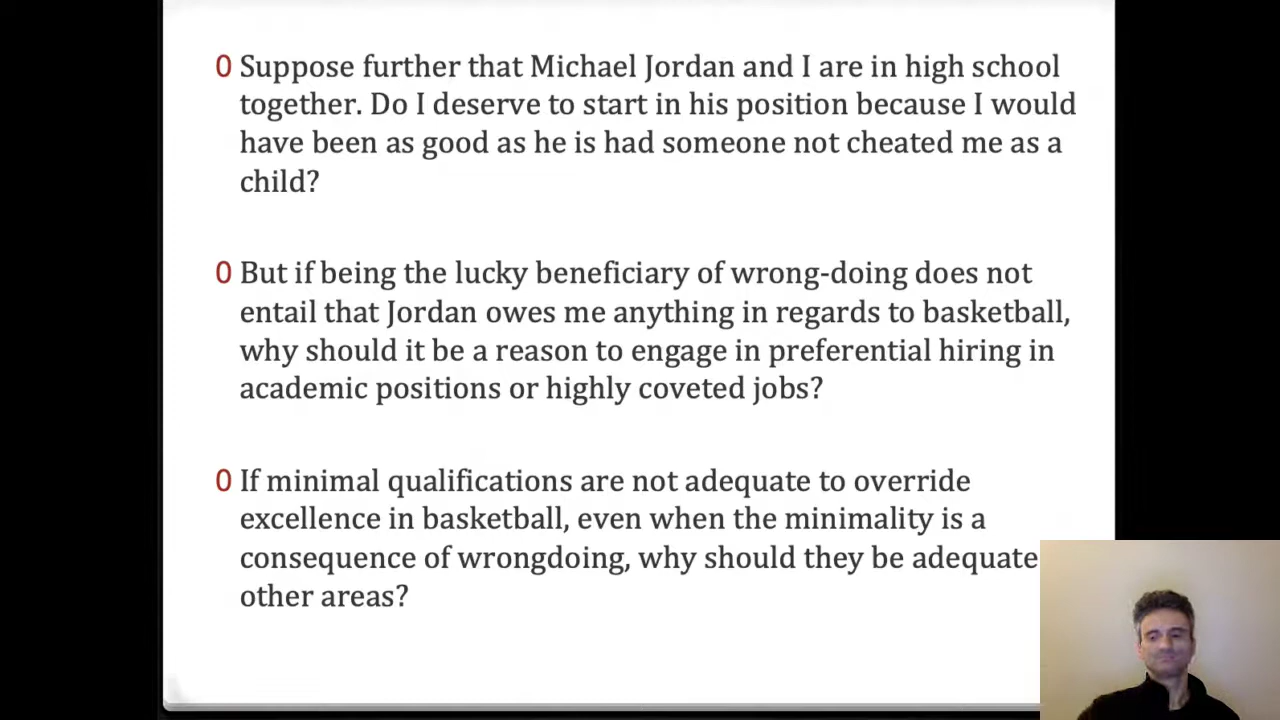 0 Suppose further that Michael Jordan and I are in high school
together. Do I deserve to start in his position because I would
have been as good as he is had someone not cheated me as a
child?
0 But if being the lucky beneficiary of wrong-doing does not
entail that Jordan owes me anything in regards to basketball,
why should it be a reason to engage in preferential hiring in
academic positions or highly coveted jobs?
0 If minimal qualifications are not adequate to override
excellence in basketball, even when the minimality is a
consequence of wrongdoing, why should they be adequate
other areas?